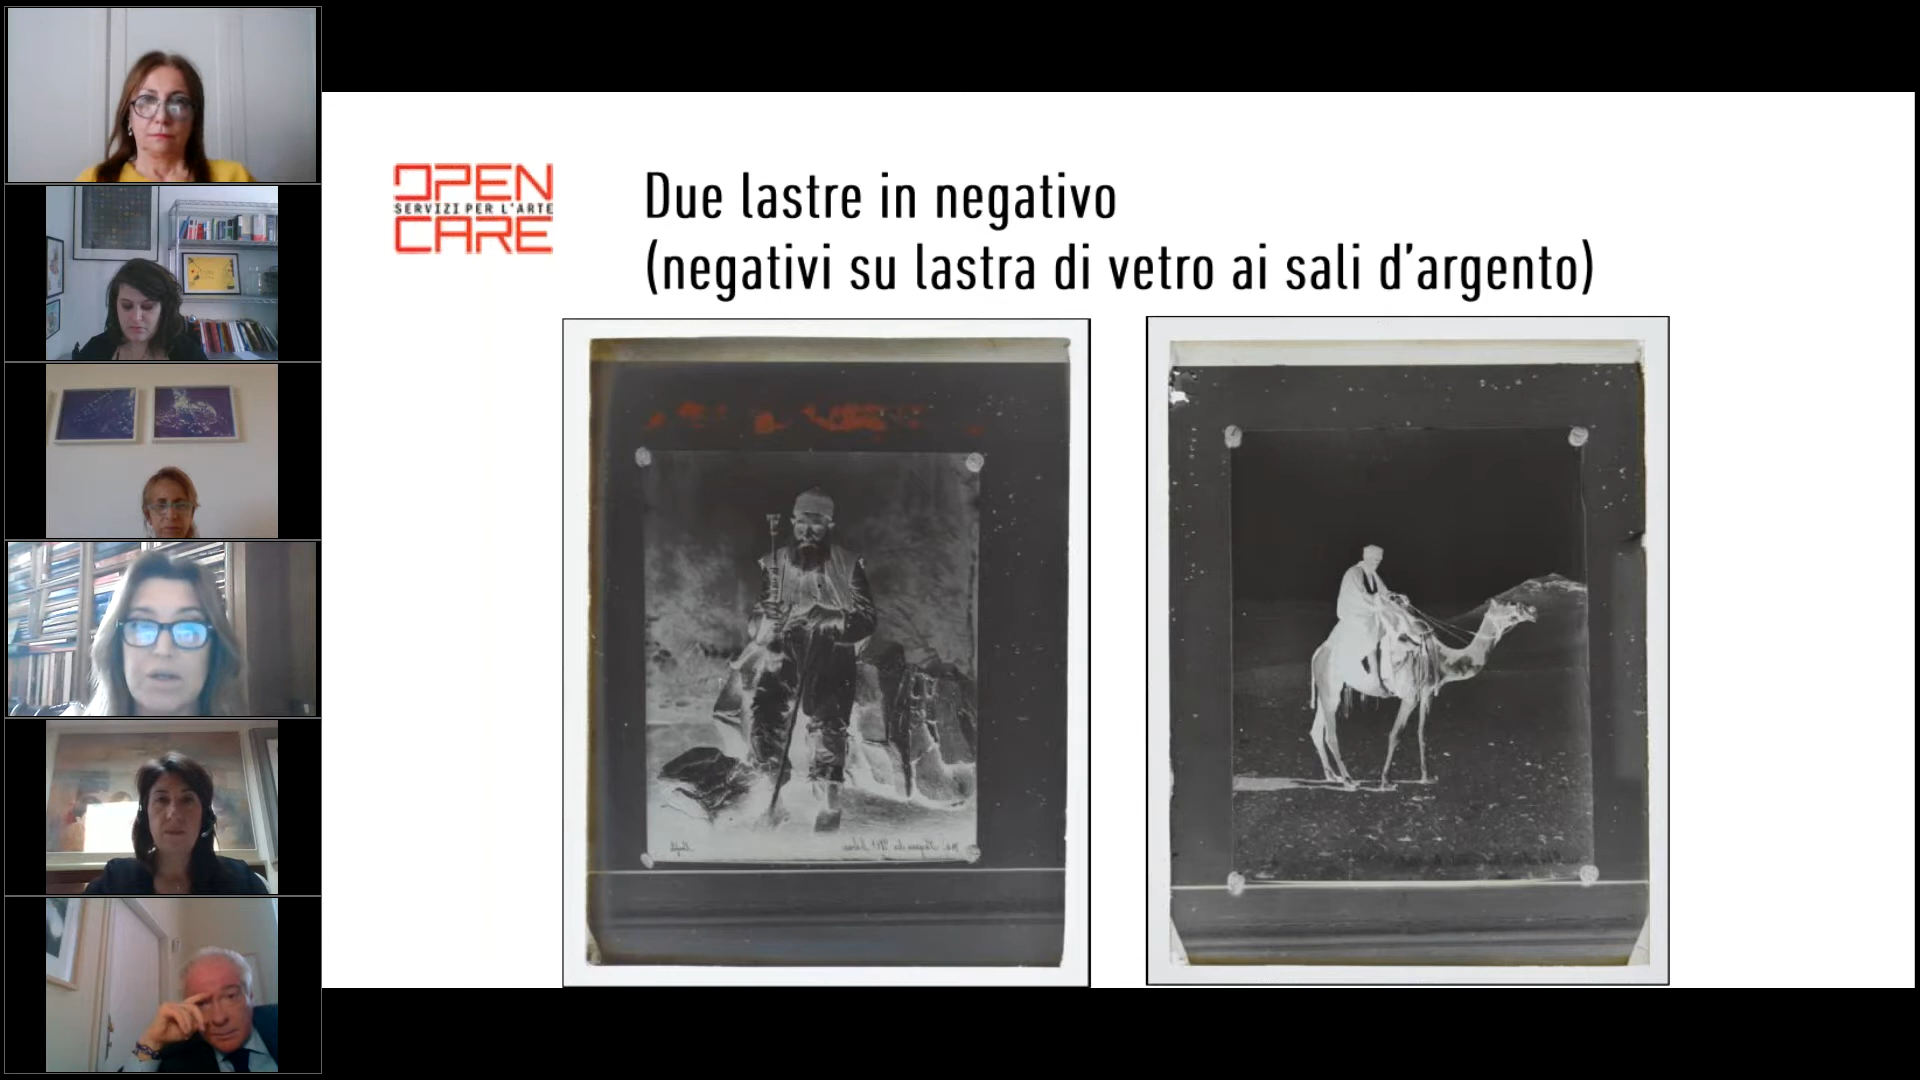 OPEN
SERVIZI PER L'ARTE
CARE
Due lastre in negativo
(negativi su lastra di vetro ai sali d'argento)